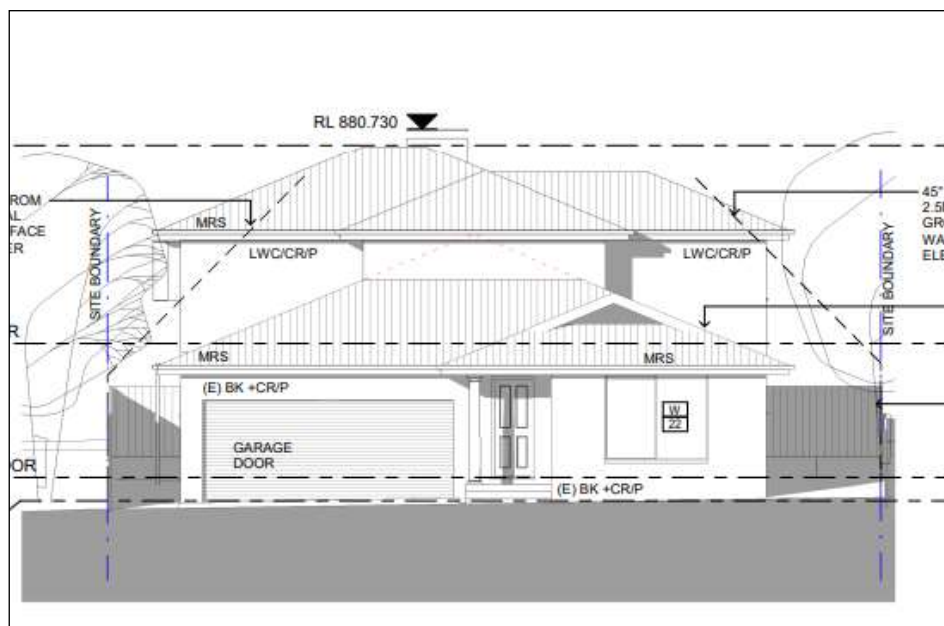 RL 880.730
ROM
AL
FACE
ER
SITE BOUNDARY
MRS
LWC/CR/P
LWC/CR/P
45°
2.5
GR
WA
ELE
SITE BOUNDARY
R
MRS
MRS
(E) BK +CR/P
W
22
GARAGE
DOOR
OOR
(E) BK +CR/P